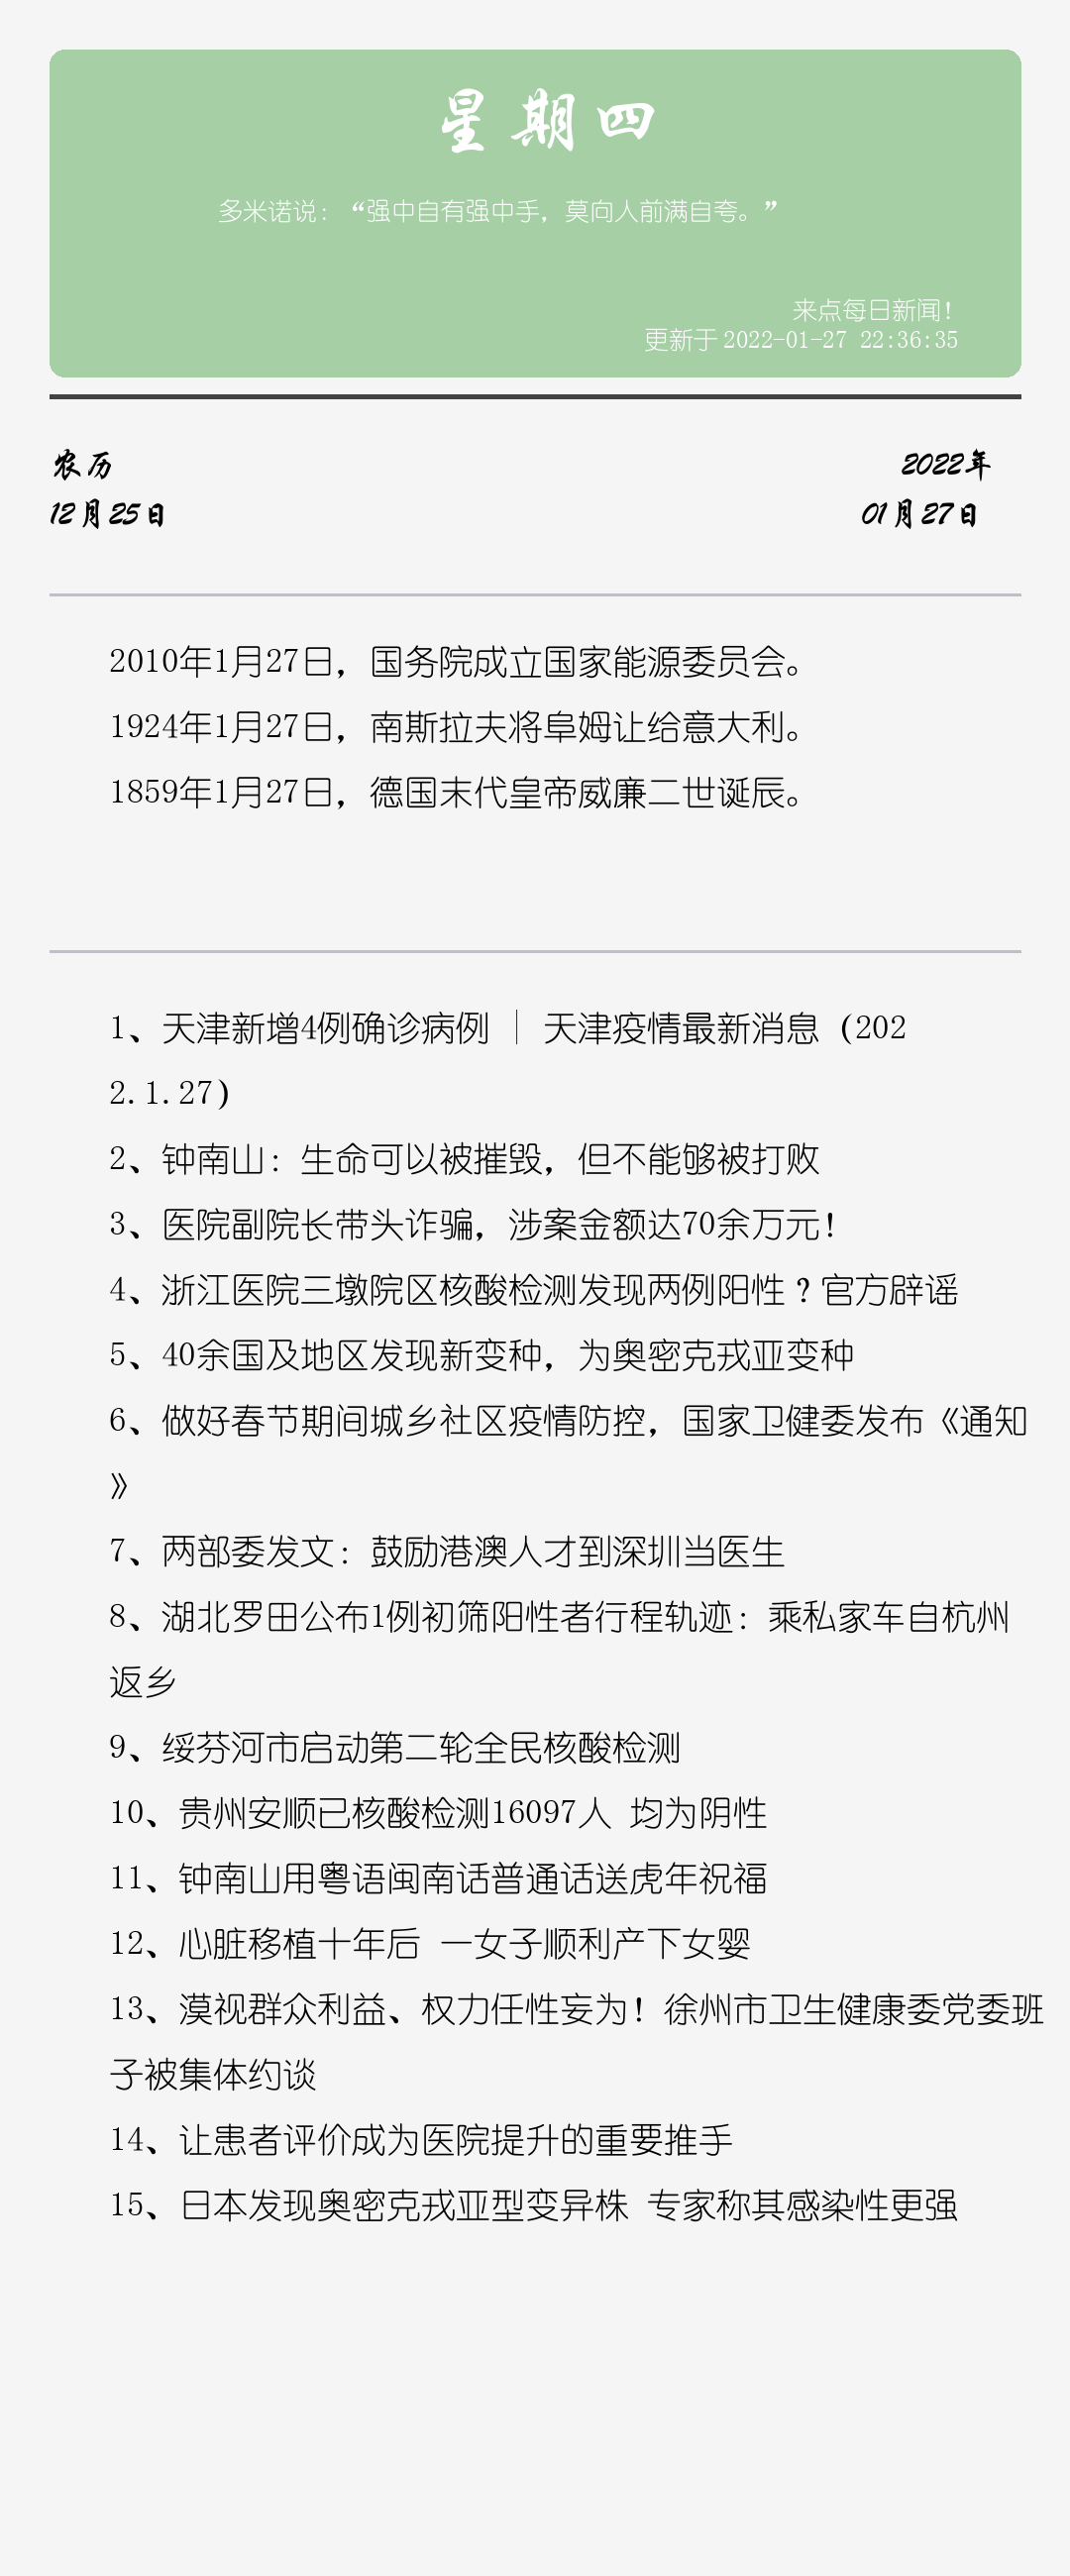 星期四
多米诺说：“强中自有强中手，莫向人前满自夸。”
来点每日新闻！
更新于 2022-01-27 22:36:35
农历
2022年
12月25日
01月27日
2010年1月27日，国务院成立国家能源委员会。
1924年1月27日，南斯拉夫将阜姆让给意大利。
1859年1月27日，德国末代皇帝威廉二世诞辰。
1、天津新增4例确诊病例 | 天津疫情最新消息（202
2.1.27）
2、钟南山：生命可以被摧毁，但不能够被打败
3、医院副院长带头诈骗，涉案金额达70余万元！
4、浙江医院三墩院区核酸检测发现两例阳性？官方辟谣
5、40余国及地区发现新变种，为奥密克戎亚变种
6、做好春节期间城乡社区疫情防控，国家卫健委发布《通知
》
7、两部委发文：鼓励港澳人才到深圳当医生
8、湖北罗田公布1例初筛阳性者行程轨迹：乘私家车自杭州
返乡
9、绥芬河市启动第二轮全民核酸检测
10、贵州安顺已核酸检测16097人 均为阴性
11、钟南山用粤语闽南话普通话送虎年祝福
12、心脏移植十年后 一女子顺利产下女婴
13、漠视群众利益、权力任性妄为！徐州市卫生健康委党委班
子被集体约谈
14、让患者评价成为医院提升的重要推手
15、日本发现奥密克戎亚型变异株 专家称其感染性更强